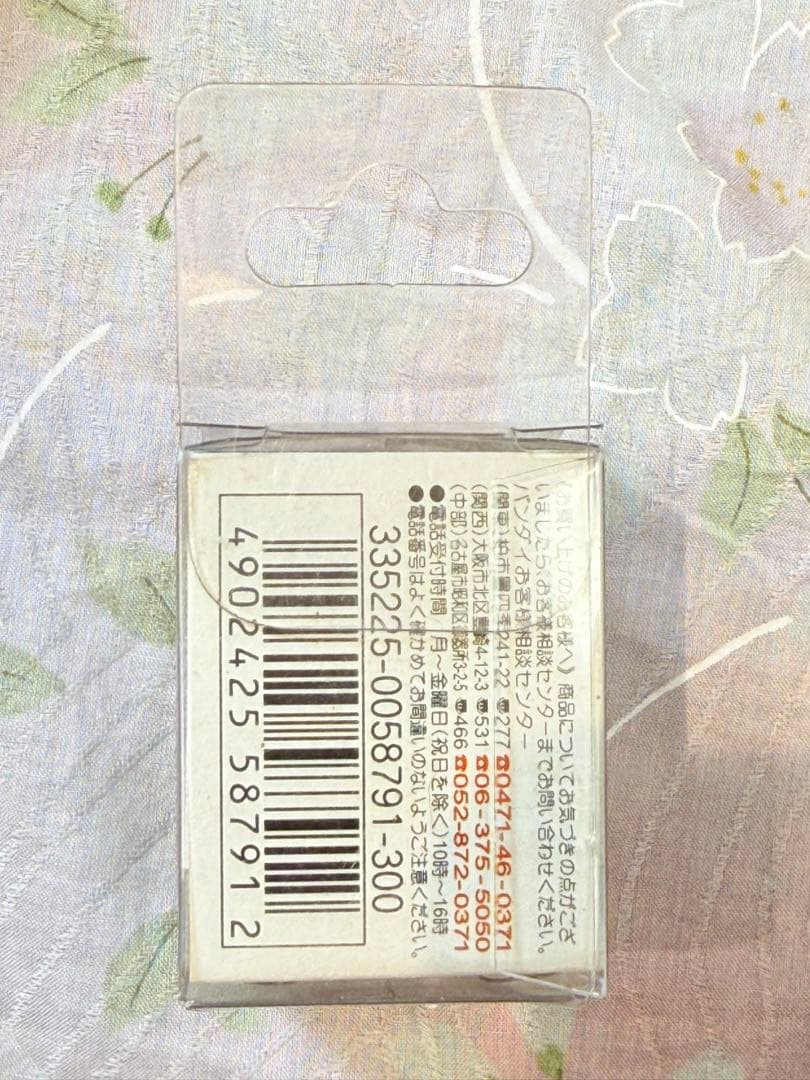 《お買い上げのお客様へ》商品についてお気づきの点がござ
いましたら、お客様相談センターまでお問い合わせください。
バンダイお客様相談センター
(関東)柏市豊四季241-22 〠277 ☎0471-46-0371
(関西)大阪市北区豊崎4-12-3 〠531 ☎06-375-5050
(中部)名古屋市昭和区 3-2-5 〠466 ☎052-872-0371
●電話受付時間 月〜金曜日(祝日を除く)10時〜16時
●電話番号はよく確かめてお間違いのないようご注意ください。
335225-0058791-300
4902425 587912